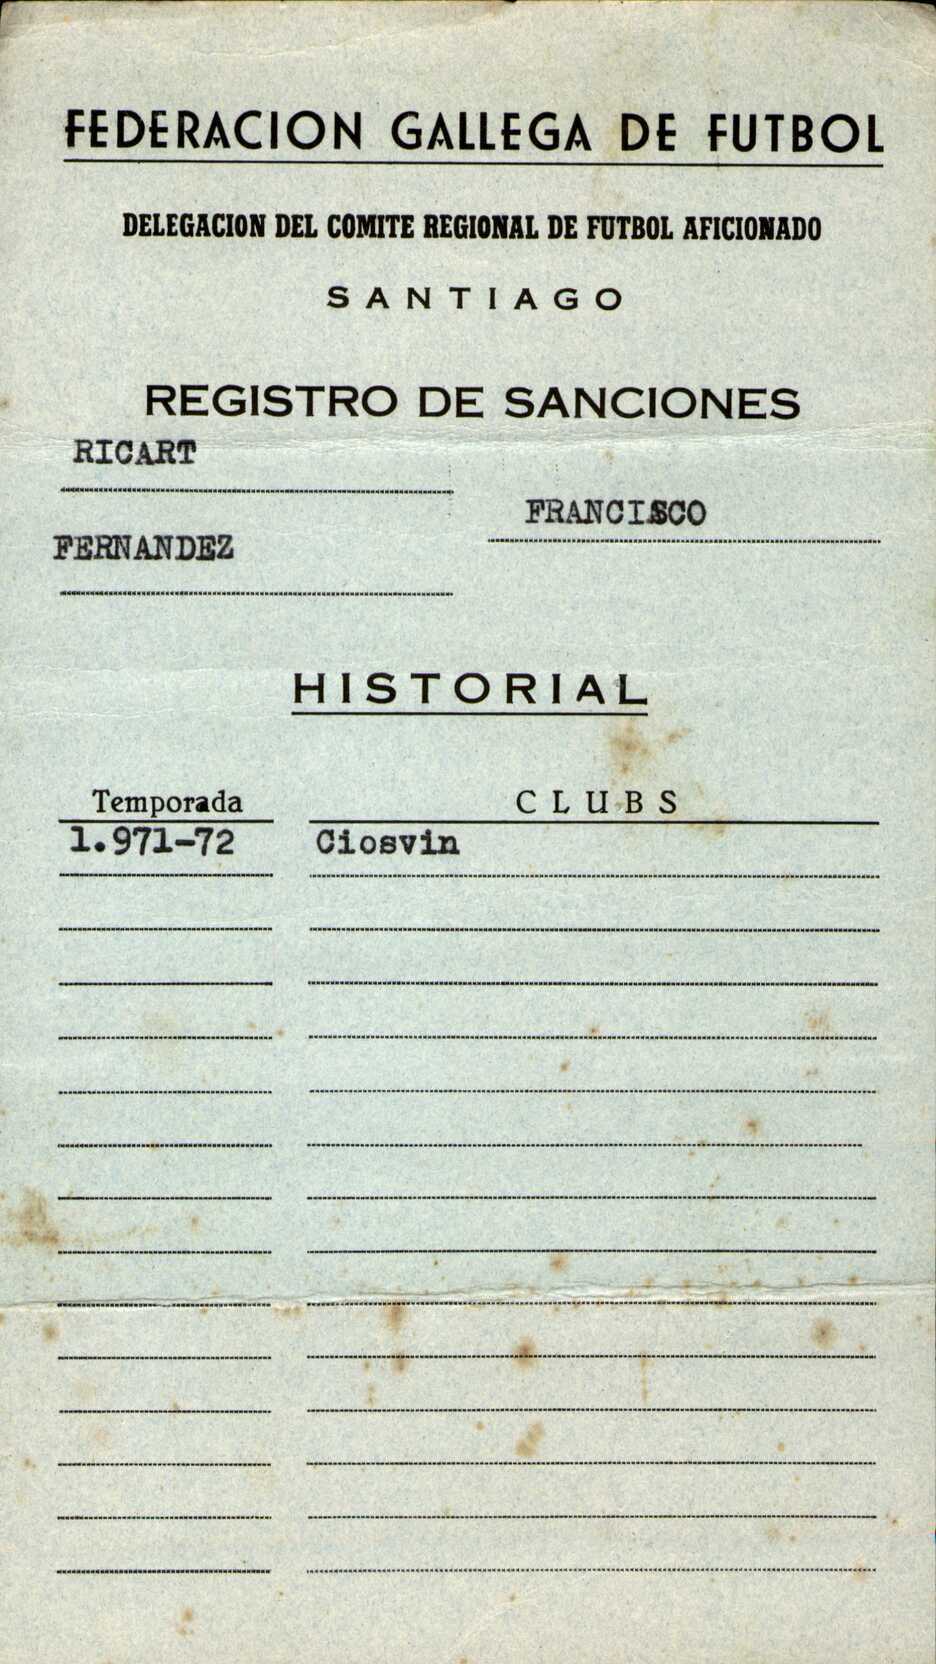 FEDERACION GALLEGA DE FUTBOL
DELEGACION DEL COMITE REGIONAL DE FUTBOL AFICIONADO
SANTIAGO
REGISTRO DE SANCIONES
RICART
FRANCISCO
FERNANDEZ
HISTORIAL
Temporada CLUBS
1.971-72 Ciosvin